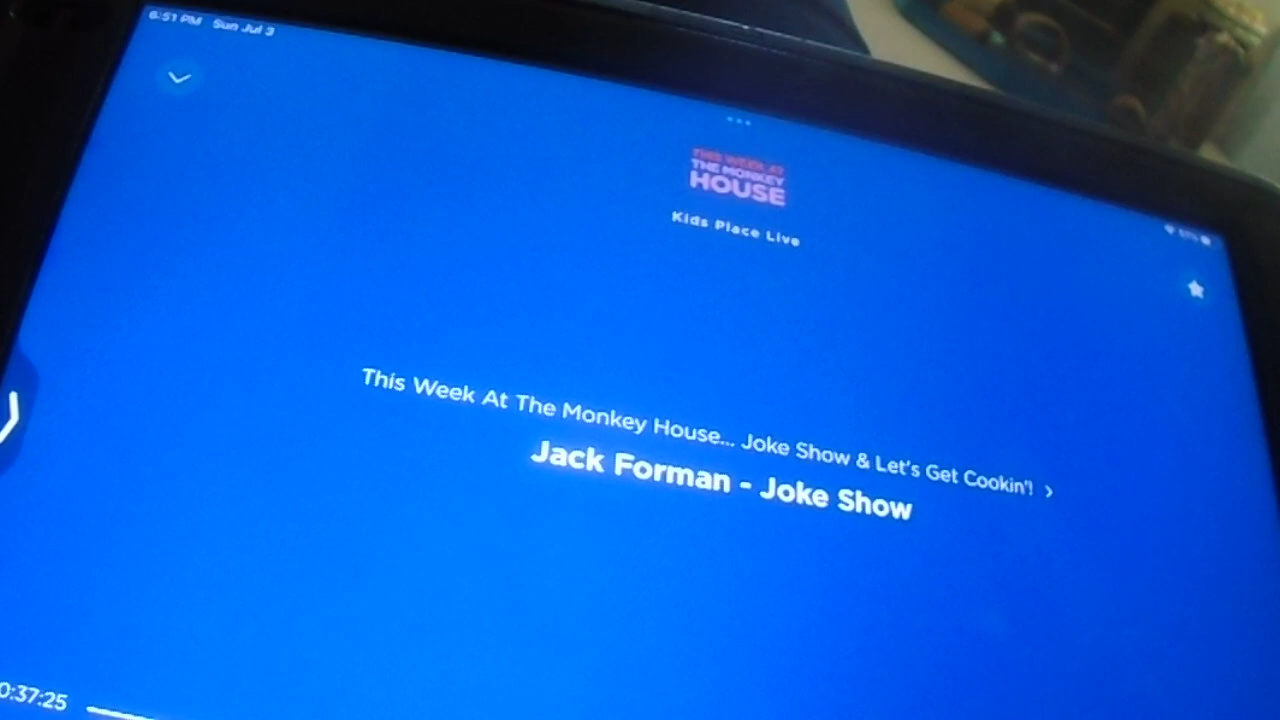 6:51 PM Sun Jul 3
THIS WEEK AT
THE MONKEY
HOUSE
Kids Place Live
This Week At The Monkey House... Joke Show & Let's Get Cookin'!
Jack Forman - Joke Show
0:37:25